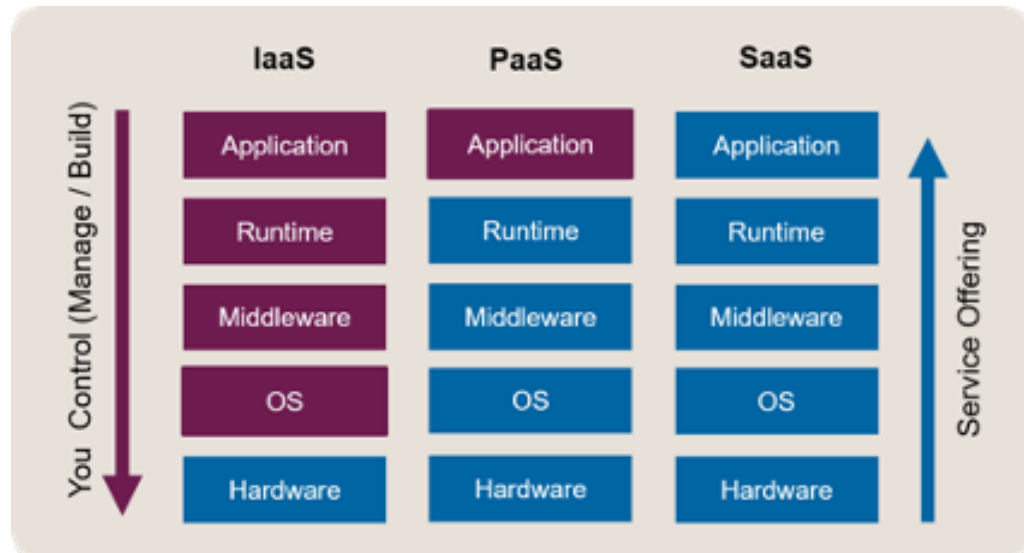 IaaS PaaS SaaS
You Control (Manage / Build)
Application Application Application
Runtime Runtime Runtime
Middleware Middleware Middleware
OS OS OS
Hardware Hardware Hardware
Service Offering